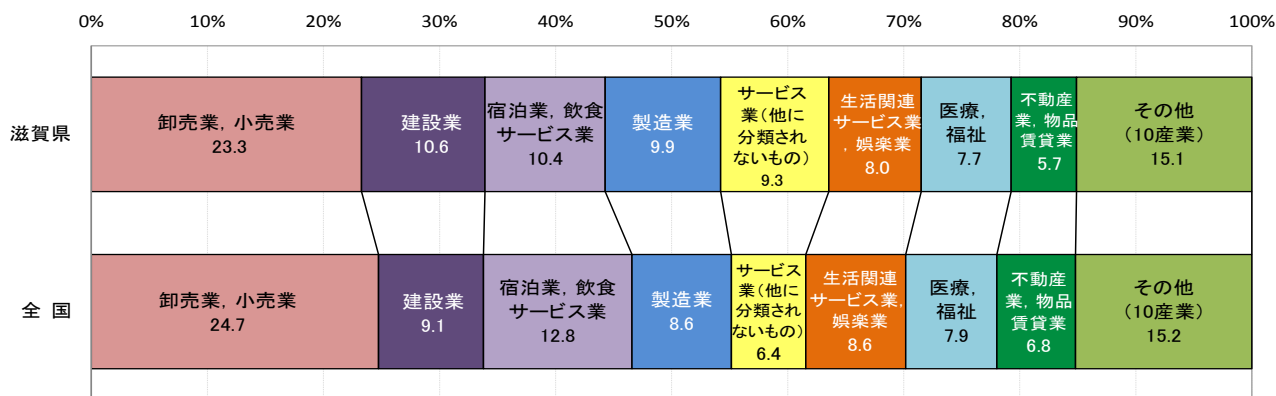 0% 10% 20% 30% 40% 50% 60% 70% 80% 90% 100%
滋賀県
卸売業，小売業
23.3
建設業
10.6
宿泊業，飲食
サービス業
10.4
製造業
9.9
サービス
業（他に
分類され
ないもの）
9.3
生活関連
サービス業
，娯楽業
8.0
医療，
福祉
7.7
不動産
業，物品
賃貸業
5.7
その他
（10産業）
15.1
全 国
卸売業，小売業
24.7
建設業
9.1
宿泊業，飲食
サービス業
12.8
製造業
8.6
サービス
業（他に
分類され
ないもの）
6.4
生活関連
サービス業，
娯楽業
8.6
医療，
福祉
7.9
不動産
業，物品
賃貸業
6.8
その他
（10産業）
15.2